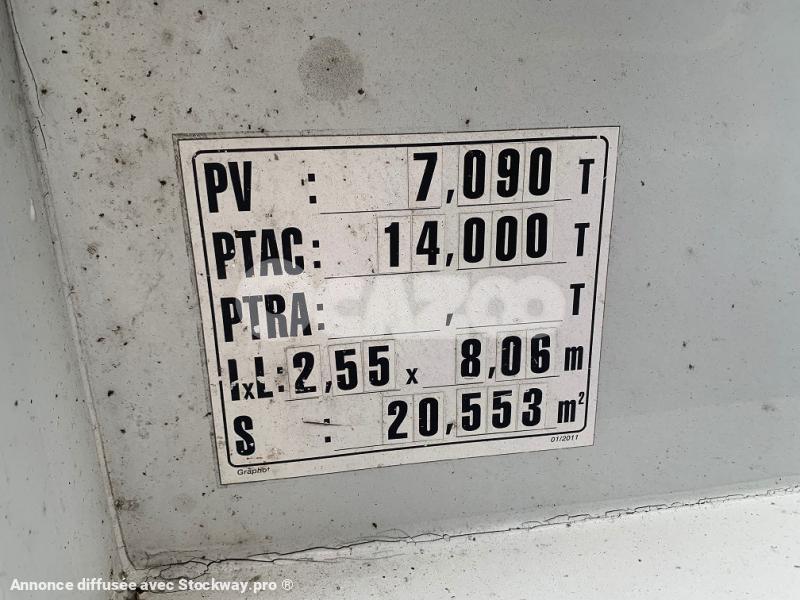 PV : 7,090 T
PTAC: 14,000 T
PTRA: , T
lxL: 2,55 x 8,06 m
S : 20,553 m²
Graphot 01/2011
CAZOO
Annonce diffusée avec Stockway.pro ®